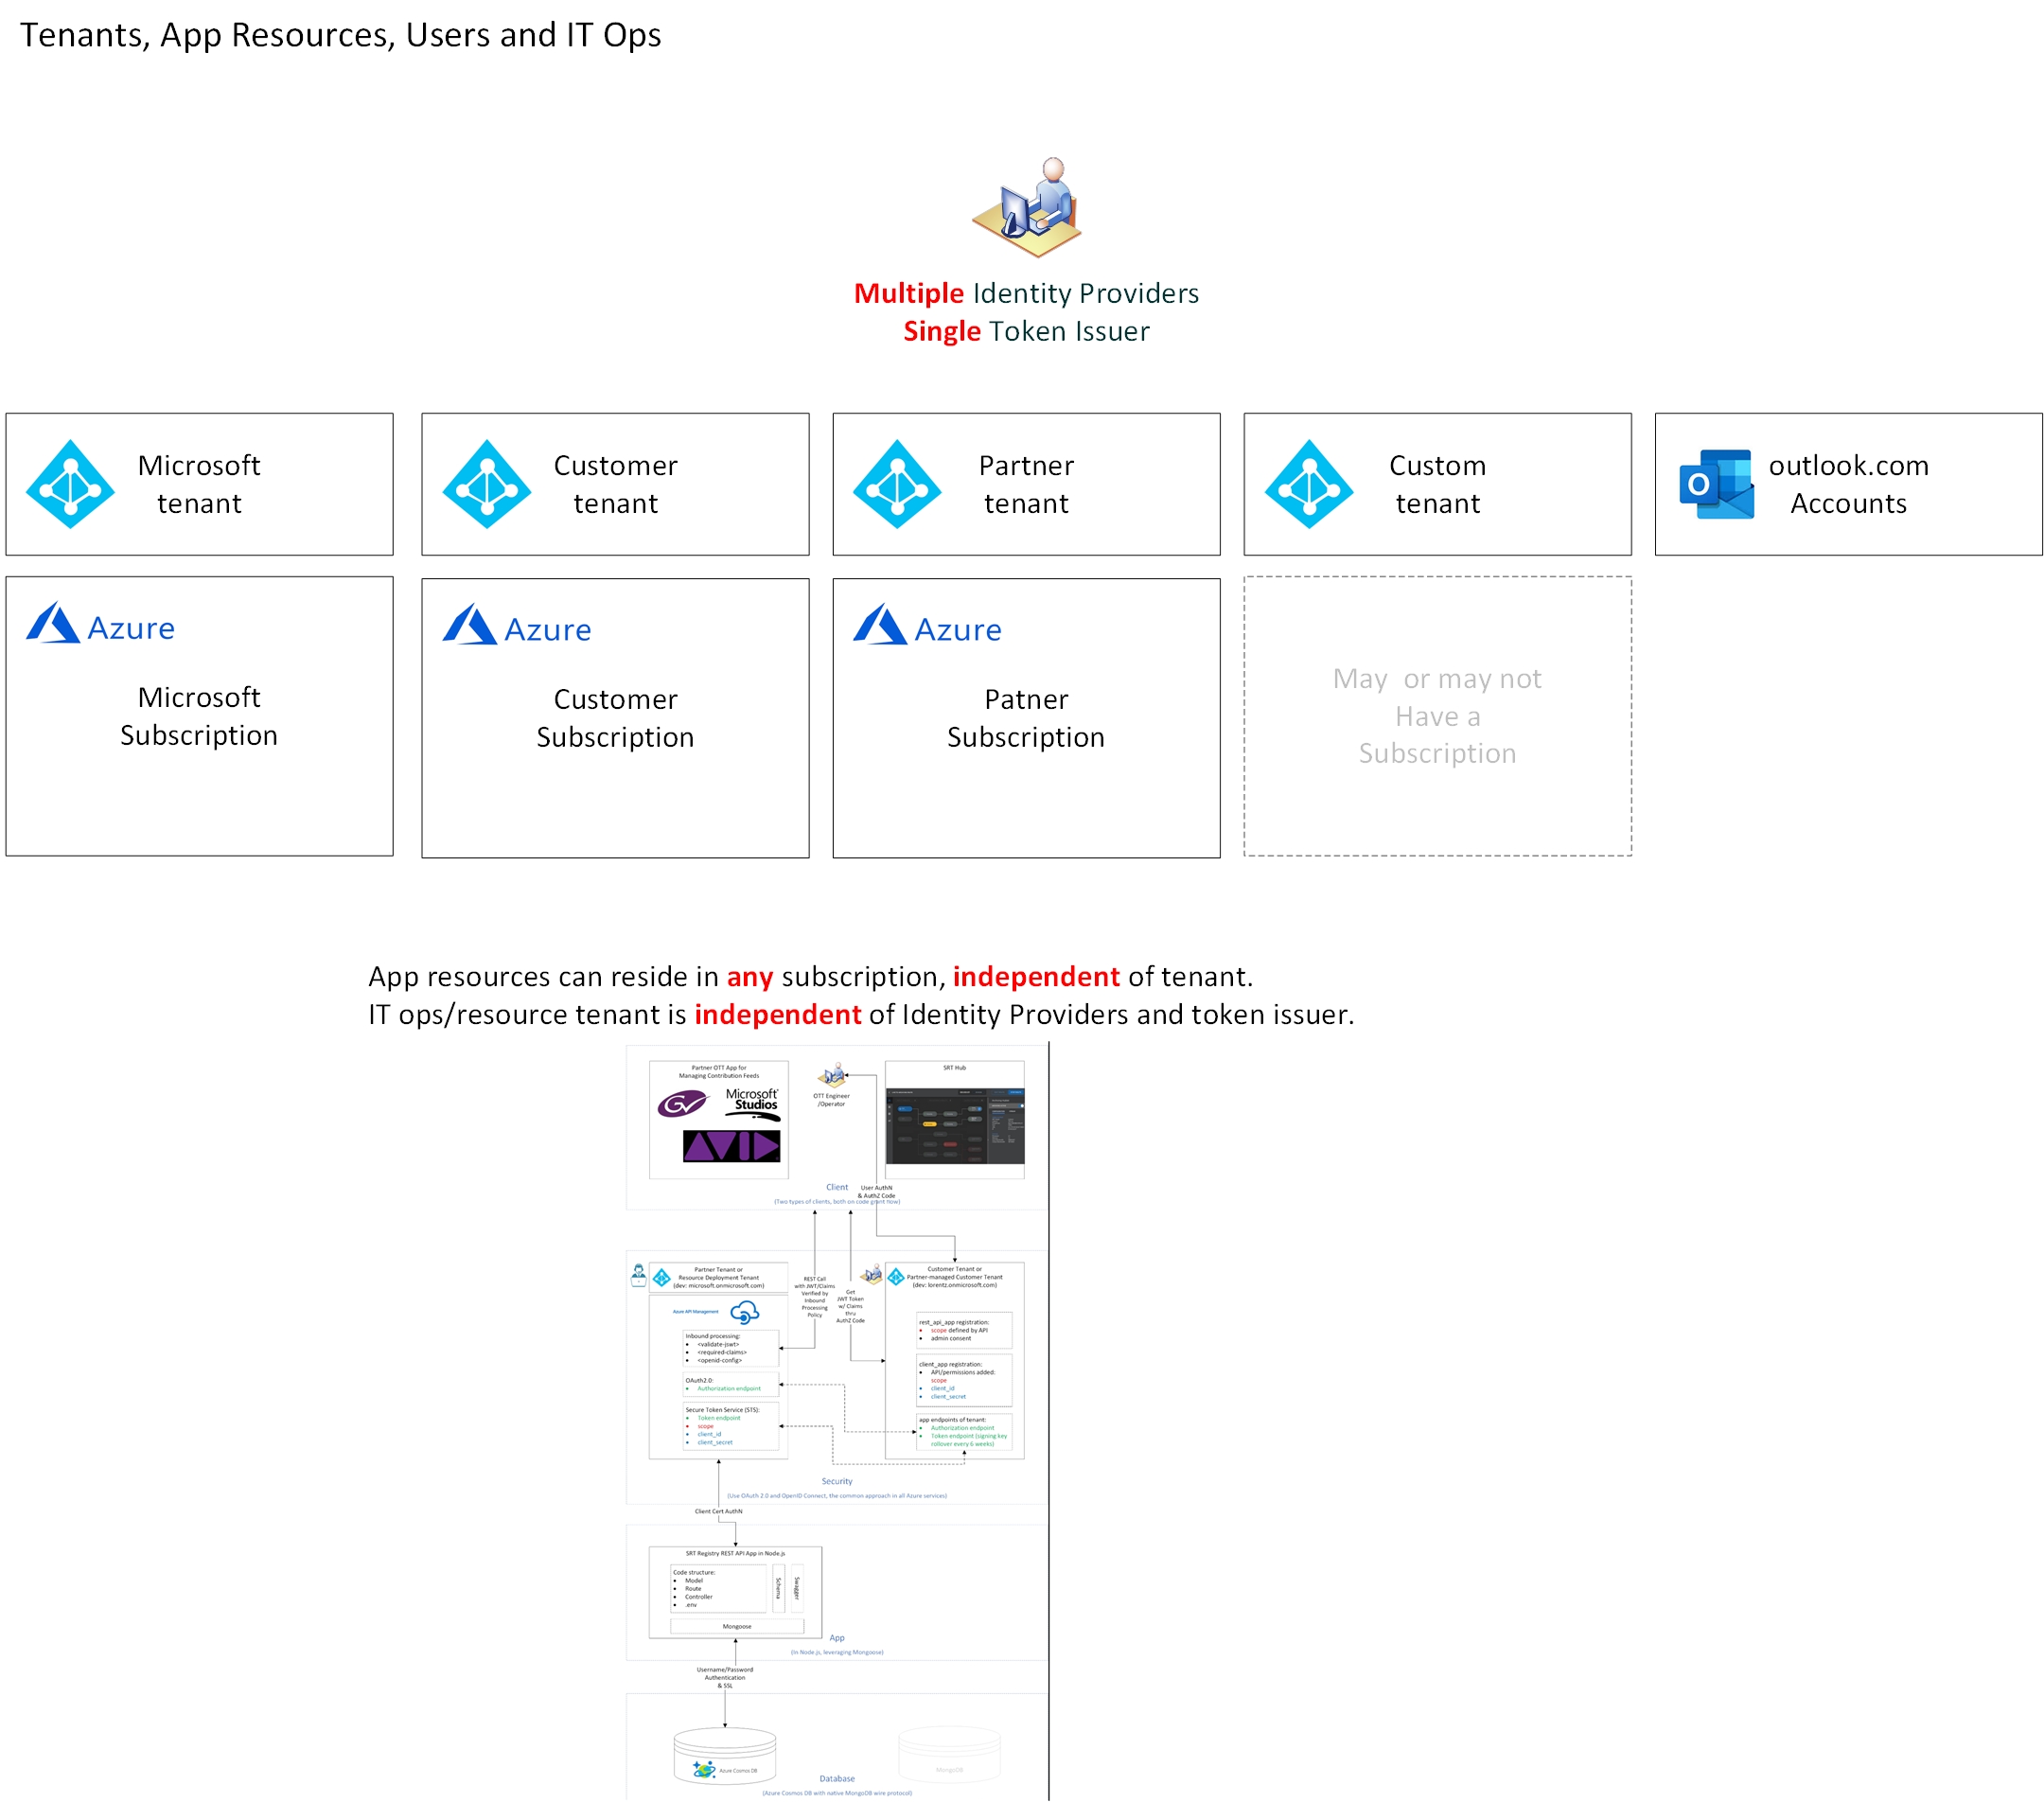 Tenants, App Resources, Users and IT Ops
Multiple Identity Providers
Single Token Issuer
Microsoft
tenant
Customer
tenant
Partner
tenant
Custom
tenant
outlook.com
Accounts
Azure
Microsoft
Subscription
Azure
Customer
Subscription
Azure
Patner
Subscription
May or may not
Have a
Subscription
App resources can reside in any subscription, independent of tenant.
IT ops/resource tenant is independent of Identity Providers and token issuer.
Partner OTT App for
Managing Contribution Feeds
GV
Microsoft
Studios
AVID
OTT Engineer
/Operator
SRT Hub
Client
(Two types of clients, both on code grant flow)
User AuthN
& AuthZ Code
Partner Tenant or
Resource Deployment Tenant
(dev: microsoft.onmicrosoft.com)
Azure API Management
Inbound processing:
• <validate-jswt>
• <required-claims>
• <openid-config>
OAuth2.0:
• Authorization endpoint
Secure Token Service (STS):
• Token endpoint
• scope
• client_id
• client_secret
REST Call
with JWT/Claims
Verified by
Inbound
Processing
Policy
Get
JWT Token
w/ Claims
thru
AuthZ Code
Customer Tenant or
Partner-managed Customer Tenant
(dev: lorentz.onmicrosoft.com)
rest_api_app registration:
• scope defined by API
• admin consent
client_app registration:
• API/permissions added:
scope
• client_id
• client_secret
app endpoints of tenant:
• Authorization endpoint
• Token endpoint (signing key
rollover every 6 weeks)
Security
(Use OAuth 2.0 and OpenID Connect, the common approach in all Azure services)
Client Cert AuthN
SRT Registry REST API App in Node.js
Code structure:
• Model
• Route
• Controller
• .env
Schema
Swagger
Mongoose
App
(In Node.js, leveraging Mongoose)
Username/Password
Authentication
& SSL
Azure Cosmos DB
MongoDB
Database
(Azure Cosmos DB with native MongoDB wire protocol)